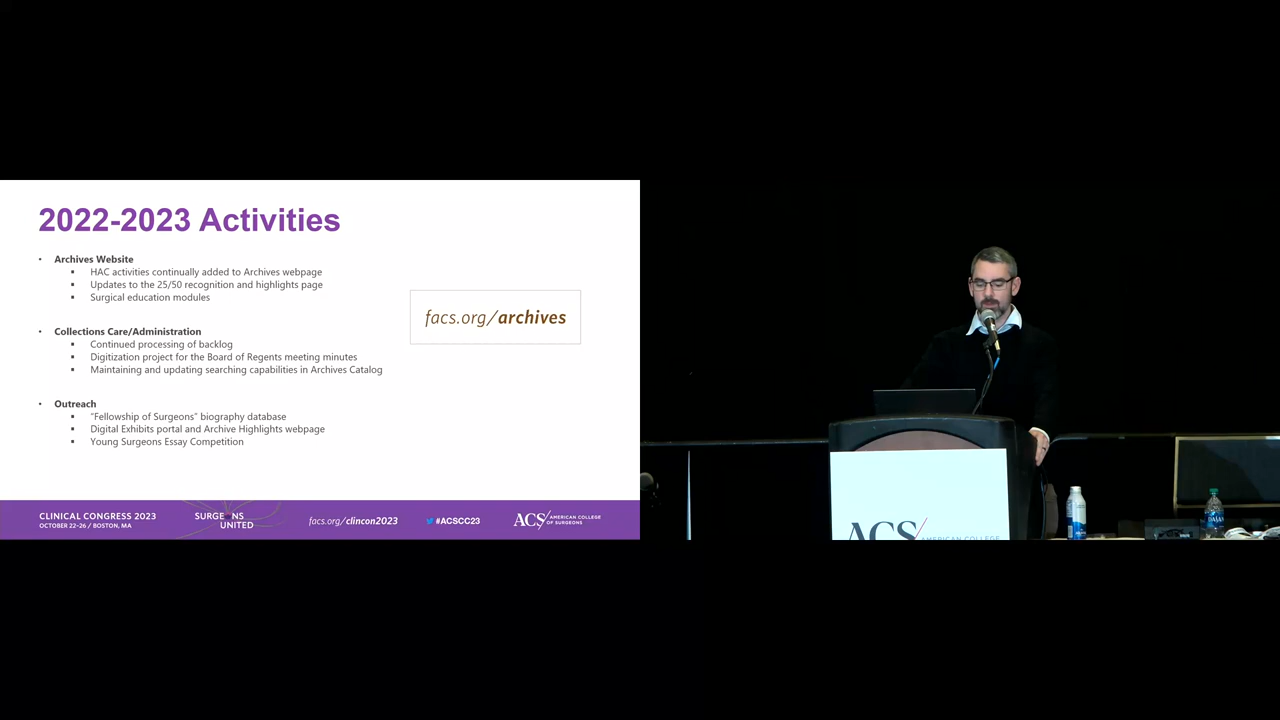 2022-2023 Activities
• Archives Website
▪ HAC activities continually added to Archives webpage
▪ Updates to the 25/50 recognition and highlights page
▪ Surgical education modules
facs.org/archives
• Collections Care/Administration
▪ Continued processing of backlog
▪ Digitization project for the Board of Regents meeting minutes
▪ Maintaining and updating searching capabilities in Archives Catalog
• Outreach
▪ “Fellowship of Surgeons” biography database
▪ Digital Exhibits portal and Archive Highlights webpage
▪ Young Surgeons Essay Competition
CLINICAL CONGRESS 2023
OCTOBER 22-26 / BOSTON, MA
SURGE NS
UNITED
facs.org/clincon2023
#ACSCC23
ACS/ AMERICAN COLLEGE
OF SURGEONS
ACS/ AMERICAN COLLEGE